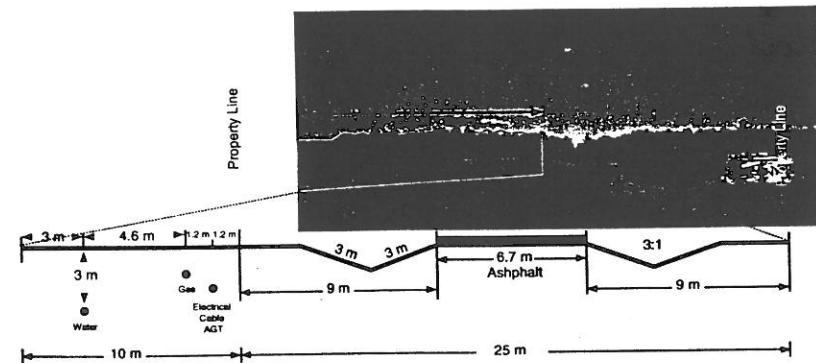 Property Line
Property Line
3 m
4.6 m
1.2 m
1.2 m
3 m
3 m
3 m
6.7 m
Ashphalt
3:1
9 m
9 m
Gas
Electrical
Cable
AGT
Water
10 m
25 m